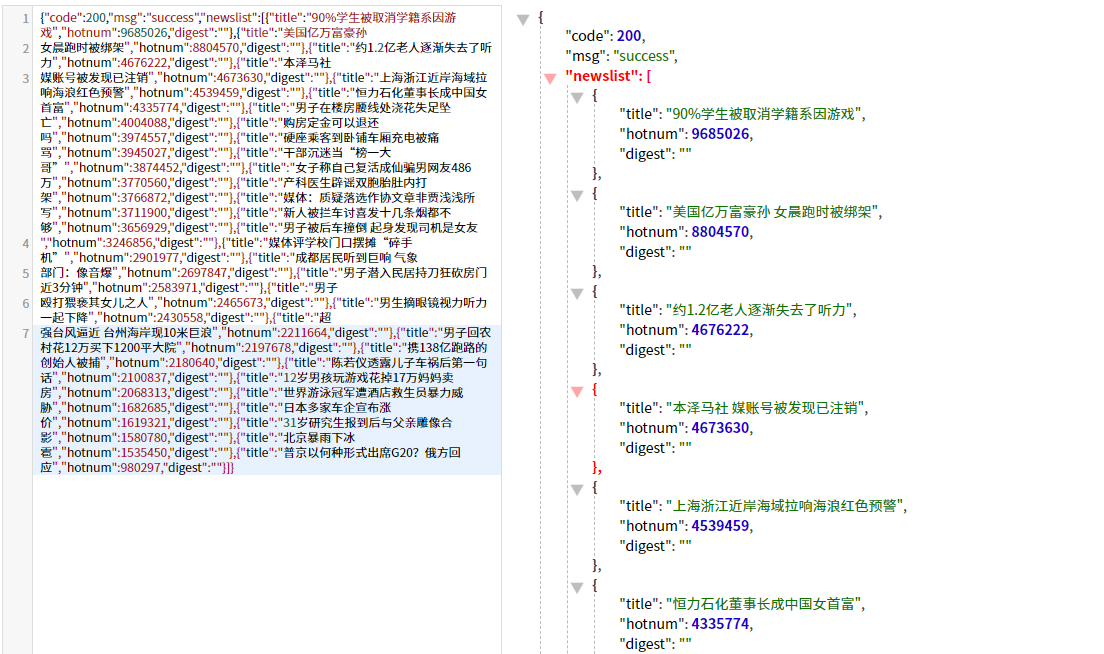 1
{"code":200,"msg":"success","newslist":[{"title":"90%学生被取消学籍系因游
戏","hotnum":9685026,"digest":""},{"title":"美国亿万富豪孙
2
女晨跑时被绑架","hotnum":8804570,"digest":""},{"title":"约1.2亿老人逐渐失去了听
力","hotnum":4676222,"digest":""},{"title":"本泽马社
3
媒账号被发现已注销","hotnum":4673630,"digest":""},{"title":"上海浙江近岸海域拉
响海浪红色预警","hotnum":4539459,"digest":""},{"title":"恒力石化董事长成中国女
首富","hotnum":4335774,"digest":""},{"title":"男子在楼房腰线处浇花失足坠
亡","hotnum":4004088,"digest":""},{"title":"购房定金可以退还
吗","hotnum":3974557,"digest":""},{"title":"硬座乘客到卧铺车厢充电被痛
骂","hotnum":3945027,"digest":""},{"title":"干部沉迷当“榜一大
哥”","hotnum":3874452,"digest":""},{"title":"女子称自己复活成仙骗男网友486
万","hotnum":3770560,"digest":""},{"title":"产科医生辟谣双胞胎肚内打
架","hotnum":3766872,"digest":""},{"title":"媒体：质疑落选作协文章非贾浅浅所
写","hotnum":3711900,"digest":""},{"title":"新人被拦车讨喜发十几条烟都不
够","hotnum":3656929,"digest":""},{"title":"男子被后车撞倒 起身发现司机是女友
4
","hotnum":3246856,"digest":""},{"title":"媒体评学校门口摆摊“碎手
机”","hotnum":2901977,"digest":""},{"title":"成都居民听到巨响 气象
5
部门：像音爆","hotnum":2697847,"digest":""},{"title":"男子潜入民居持刀狂砍房门
近3分钟","hotnum":2583971,"digest":""},{"title":"男子
6
殴打猥亵其女儿之人","hotnum":2465673,"digest":""},{"title":"男生摘眼镜视力听力
一起下降","hotnum":2430558,"digest":""},{"title":"超
7
强台风逼近 台州海岸现10米巨浪","hotnum":2211664,"digest":""},{"title":"男子回农
村花12万买下1200平大院","hotnum":2197678,"digest":""},{"title":"携138亿跑路的
创始人被捕","hotnum":2180640,"digest":""},{"title":"陈若仪透露儿子车祸后第一句
话","hotnum":2100837,"digest":""},{"title":"12岁男孩玩游戏花掉17万妈妈卖
房","hotnum":2068313,"digest":""},{"title":"世界游泳冠军遭酒店救生员暴力威
胁","hotnum":1682685,"digest":""},{"title":"日本多家车企宣布涨
价","hotnum":1619321,"digest":""},{"title":"31岁研究生报到后与父亲雕像合
影","hotnum":1580780,"digest":""},{"title":"北京暴雨下冰
雹","hotnum":1535450,"digest":""},{"title":"普京以何种形式出席G20？俄方回
应","hotnum":980297,"digest":""}]}
{
"code": 200,
"msg": "success",
"newslist": [
{
"title": "90%学生被取消学籍系因游戏",
"hotnum": 9685026,
"digest": ""
},
{
"title": "美国亿万富豪孙 女晨跑时被绑架",
"hotnum": 8804570,
"digest": ""
},
{
"title": "约1.2亿老人逐渐失去了听力",
"hotnum": 4676222,
"digest": ""
},
{
"title": "本泽马社 媒账号被发现已注销",
"hotnum": 4673630,
"digest": ""
},
{
"title": "上海浙江近岸海域拉响海浪红色预警",
"hotnum": 4539459,
"digest": ""
},
{
"title": "恒力石化董事长成中国女首富",
"hotnum": 4335774,
"digest": ""